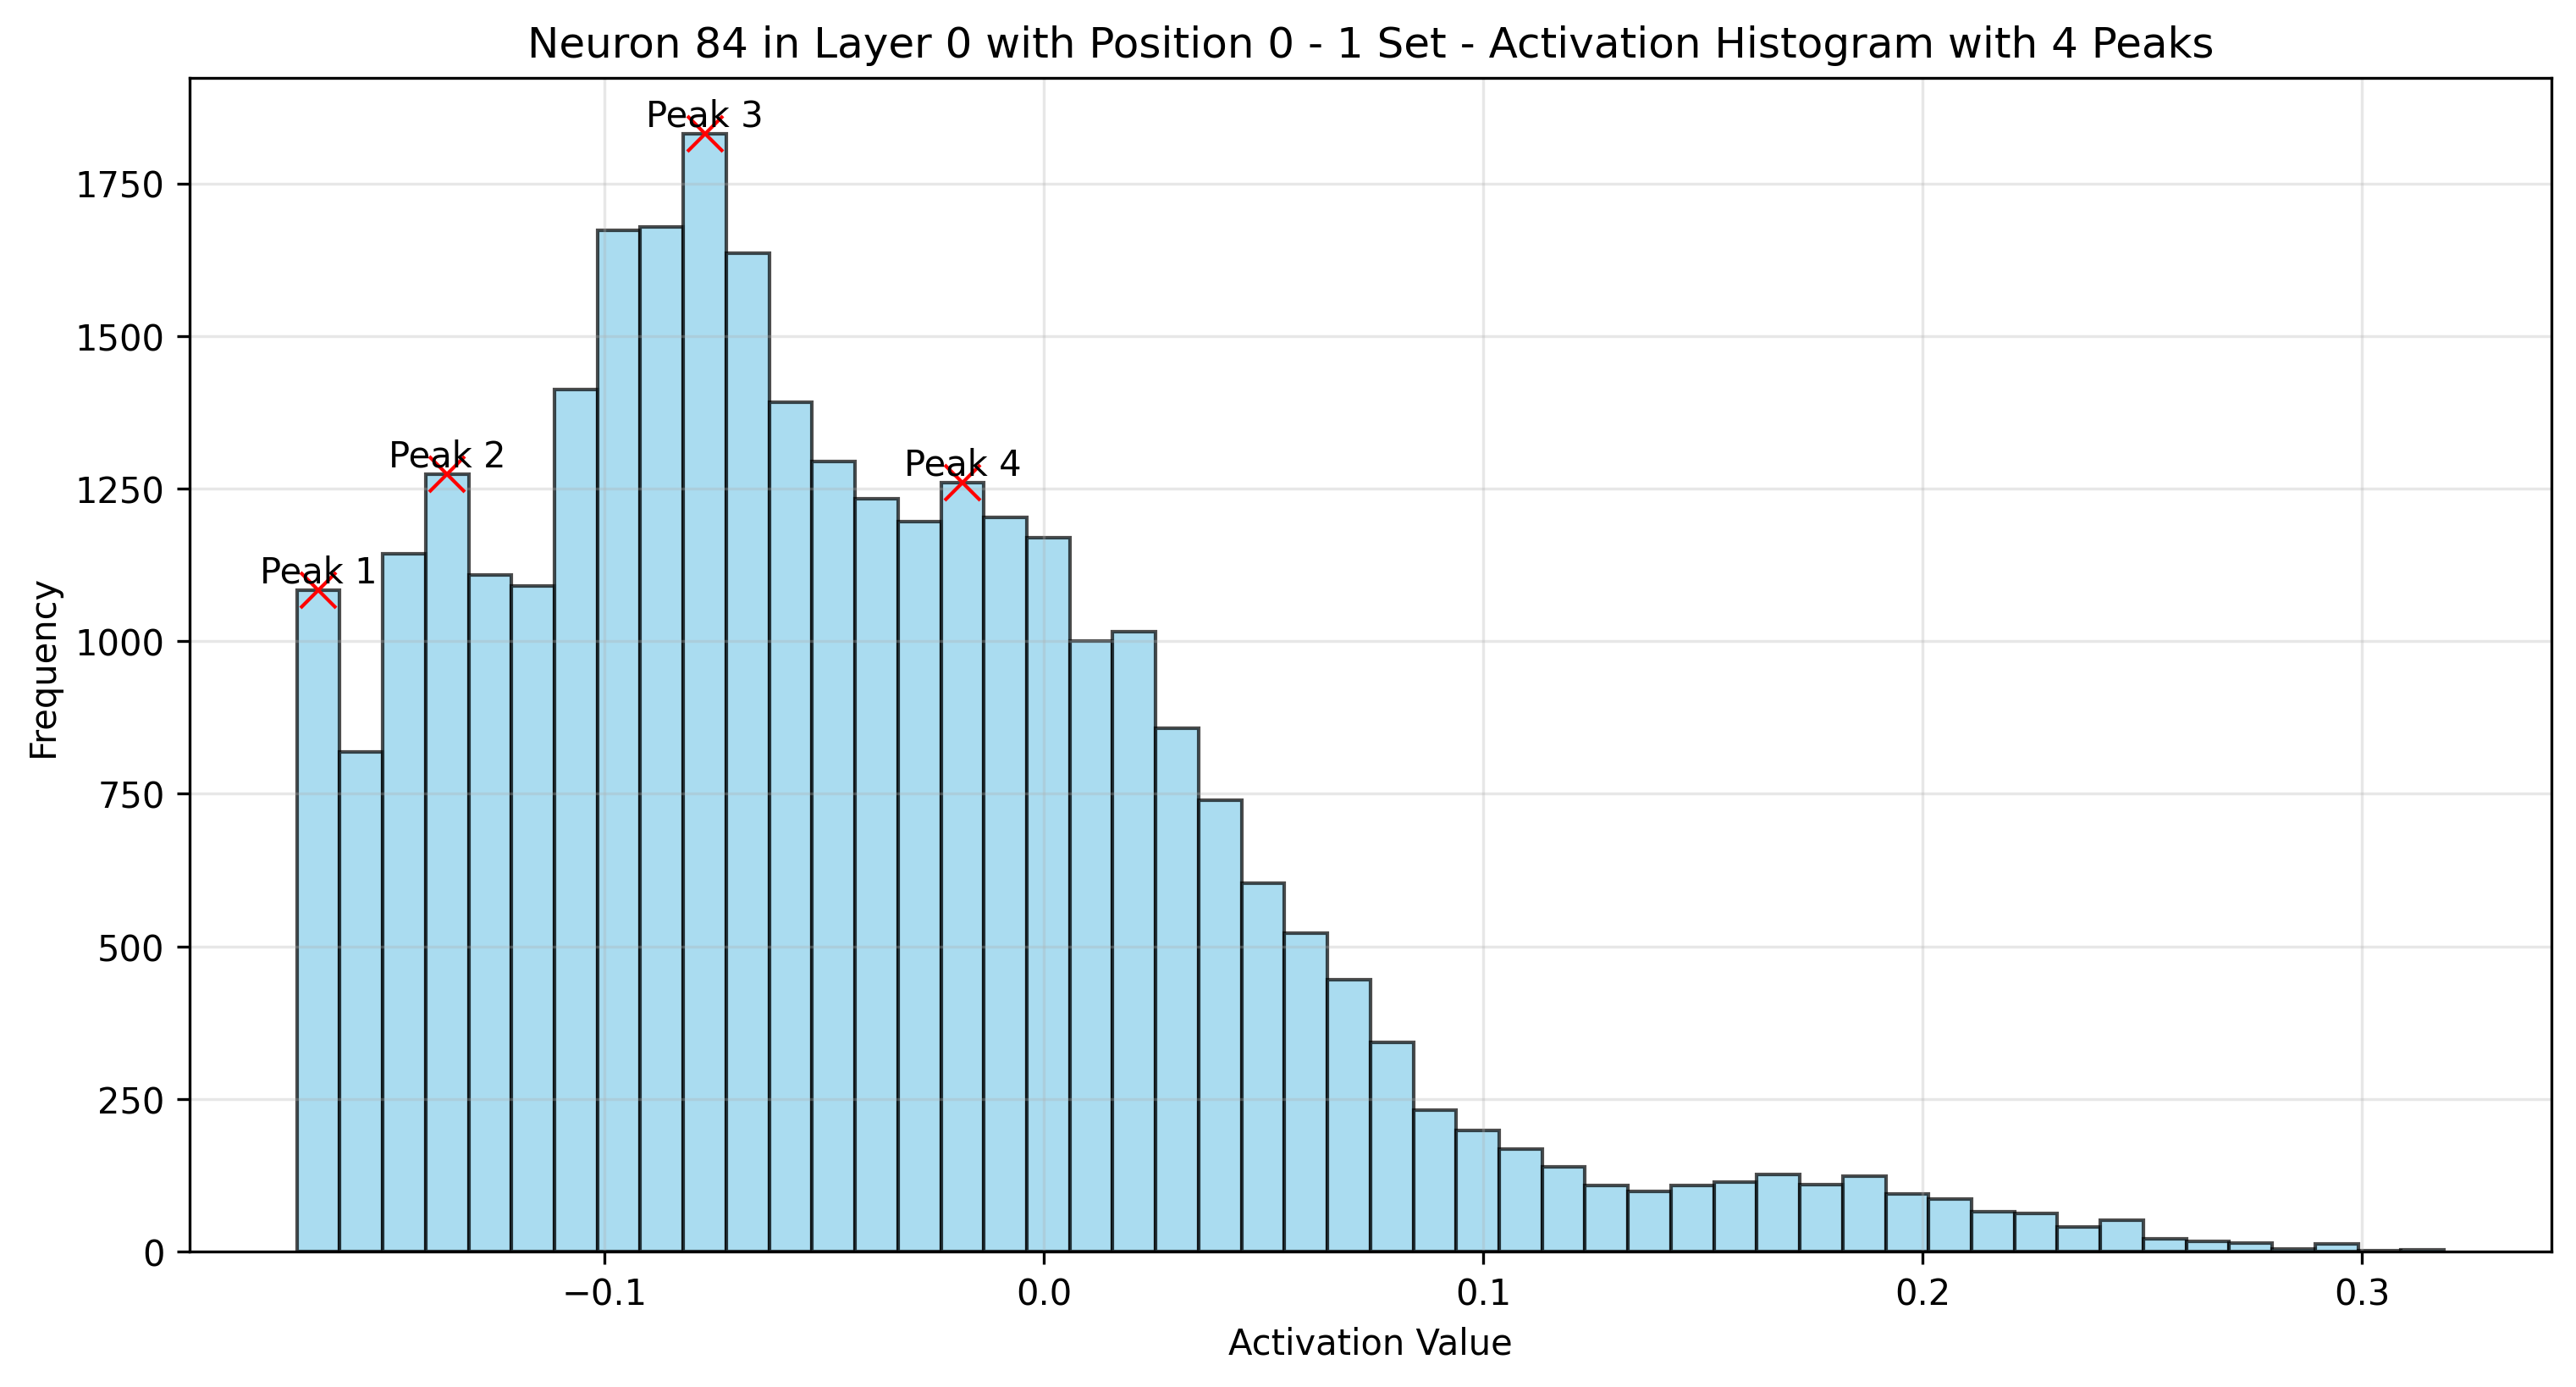 Neuron 84 in Layer 0 with Position 0 - 1 Set - Activation Histogram with 4 Peaks
Peak 3
Peak 2
Peak 4
Peak 1
1750
1500
1250
1000
750
500
250
0
Frequency
−0.1
0.0
0.1
0.2
0.3
Activation Value